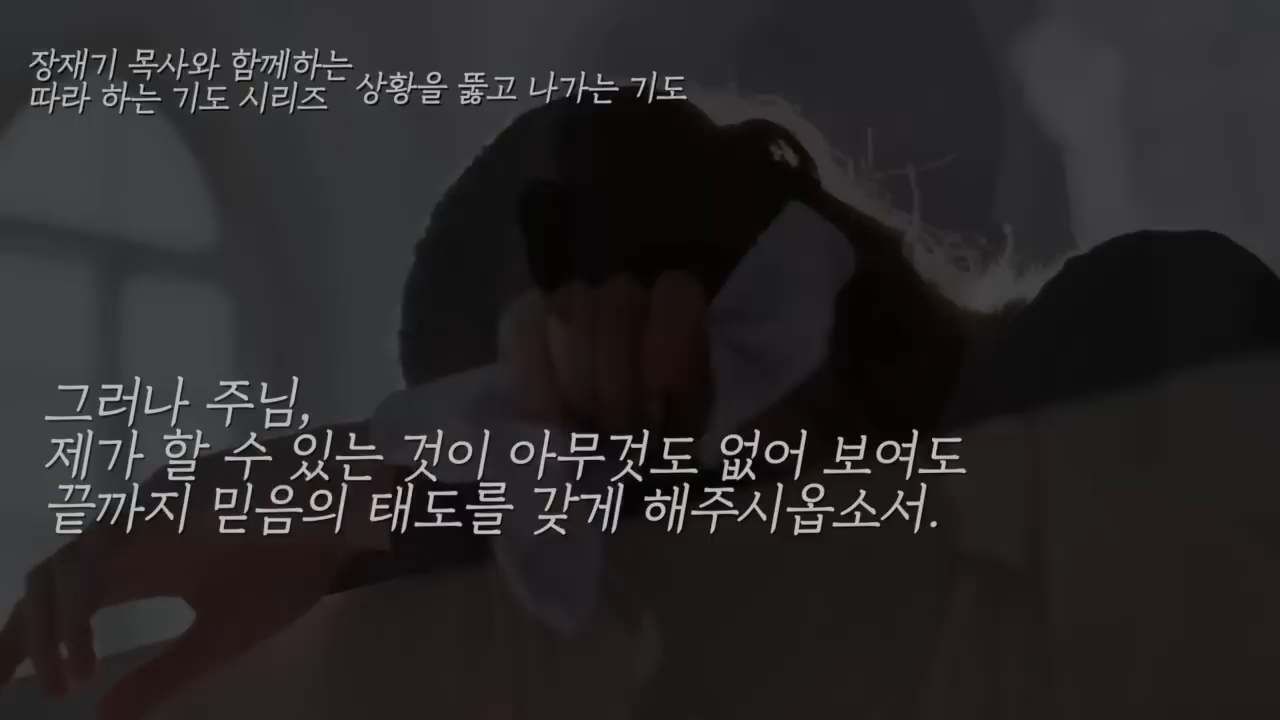 장재기 목사와 함께하는
따라 하는 기도 시리즈
상황을 뚫고 나가는 기도
그러나 주님,
제가 할 수 있는 것이 아무것도 없어 보여도
끝까지 믿음의 태도를 갖게 해주시옵소서.